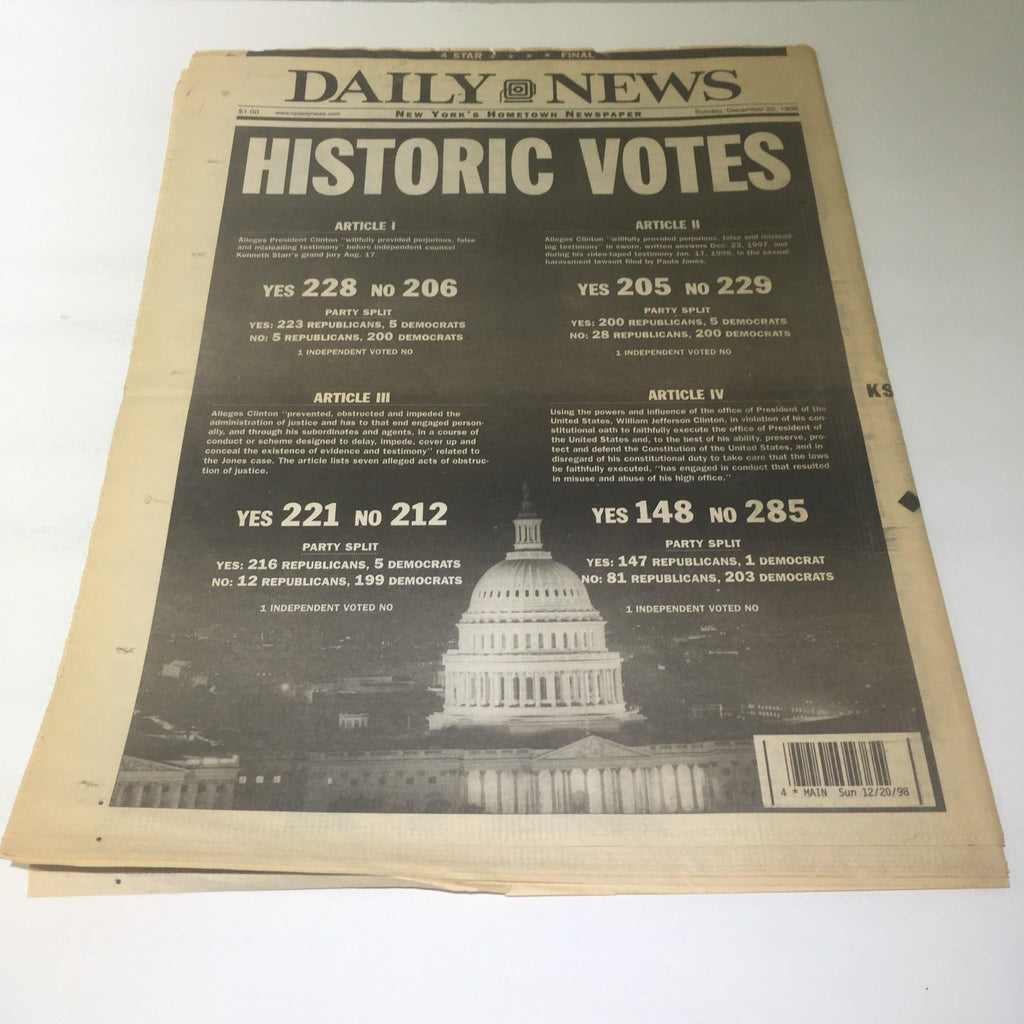 4 STAR ★ ★ ★ ★ FINAL
DAILY NEWS
$1.00 www.nydailynews.com NEW YORK'S HOMETOWN NEWSPAPER Sunday, December 20, 1998
HISTORIC VOTES
ARTICLE I
Alleges President Clinton "willfully provided perjurious, false
and misleading testimony" before independent counsel
Kenneth Starr's grand jury Aug. 17.
YES 228 NO 206
PARTY SPLIT
YES: 223 REPUBLICANS, 5 DEMOCRATS
NO: 5 REPUBLICANS, 200 DEMOCRATS
1 INDEPENDENT VOTED NO
ARTICLE II
Alleges Clinton "willfully provided perjurious, false and mislead-
ing testimony" in sworn, written answers Dec. 23, 1997, and
during his video-taped testimony Jan. 17, 1998, in the sexual-
harassment lawsuit filed by Paula Jones.
YES 205 NO 229
PARTY SPLIT
YES: 200 REPUBLICANS, 5 DEMOCRATS
NO: 28 REPUBLICANS, 200 DEMOCRATS
1 INDEPENDENT VOTED NO
ARTICLE III
Alleges Clinton "prevented, obstructed and impeded the
administration of justice and has to that end engaged person-
ally, and through his subordinates and agents, in a course of
conduct or scheme designed to delay, impede, cover up and
conceal the existence of evidence and testimony" related to
the Jones case. The article lists seven alleged acts of obstruc-
tion of justice.
YES 221 NO 212
PARTY SPLIT
YES: 216 REPUBLICANS, 5 DEMOCRATS
NO: 12 REPUBLICANS, 199 DEMOCRATS
1 INDEPENDENT VOTED NO
ARTICLE IV
Using the powers and influence of the office of President of the
United States, William Jefferson Clinton, in violation of his con-
stitutional oath to faithfully execute the office of President of
the United States and, to the best of his ability, preserve, pro-
tect and defend the Constitution of the United States, and in
disregard of his constitutional duty to take care that the laws
be faithfully executed, "has engaged in conduct that resulted
in misuse and abuse of his high office."
YES 148 NO 285
PARTY SPLIT
YES: 147 REPUBLICANS, 1 DEMOCRAT
NO: 81 REPUBLICANS, 203 DEMOCRATS
1 INDEPENDENT VOTED NO
KS
4 * MAIN Sun 12/20/98